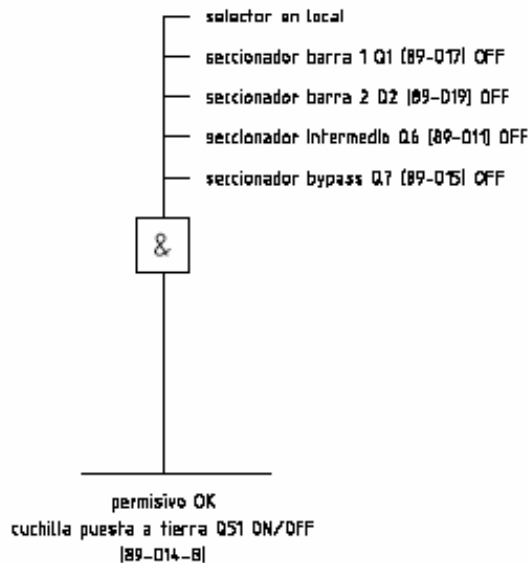 selector en local
seccionador barra 1 Q1 (89-017) OFF
seccionador barra 2 Q2 (89-019) OFF
seccionador intermedio Q6 (89-011) OFF
seccionador bypass Q7 (89-015) OFF
&
permisivo OK
cuchilla puesta a tierra Q51 ON/OFF
(89-014-8)